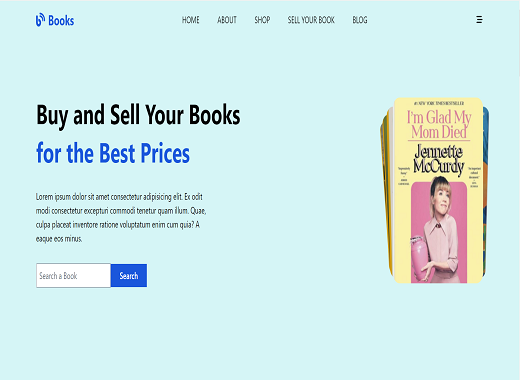 Books
HOME ABOUT SHOP SELL YOUR BOOK BLOG
Buy and Sell Your Books
for the Best Prices
Lorem ipsum dolor sit amet consectetur adipisicing elit. Ex odit
modi consectetur excepturi commodi tenetur quam illum. Quae,
culpa placeat inventore ratione voluptatum enim cum quia? A
eaque eos minus.
Search a Book
Search
#1 NEW YORK TIMES BESTSELLER
I'm Glad My
Mom Died
Jennette
McCurdy